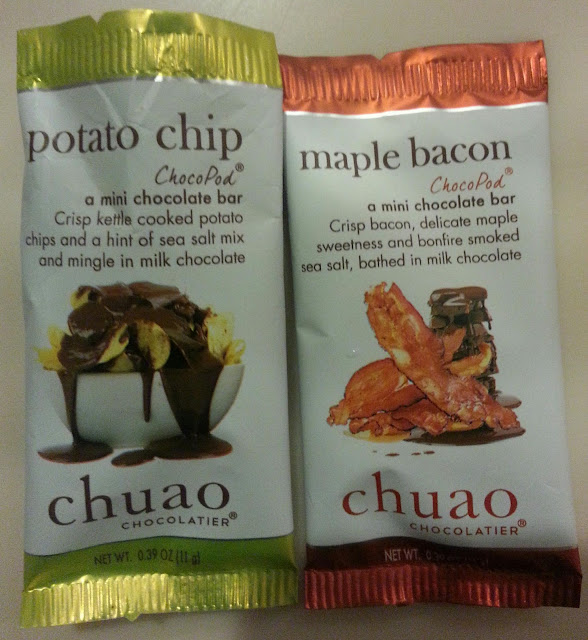 potato chip
ChocoPod®
a mini chocolate bar
Crisp kettle cooked potato
chips and a hint of sea salt mix
and mingle in milk chocolate
chuao
CHOCOLATIER®
NET WT. 0.39 OZ (11 g)
maple bacon
ChocoPod®
a mini chocolate bar
Crisp bacon, delicate maple
sweetness and bonfire smoked
sea salt, bathed in milk chocolate
chuao
CHOCOLATIER®
NET WT.